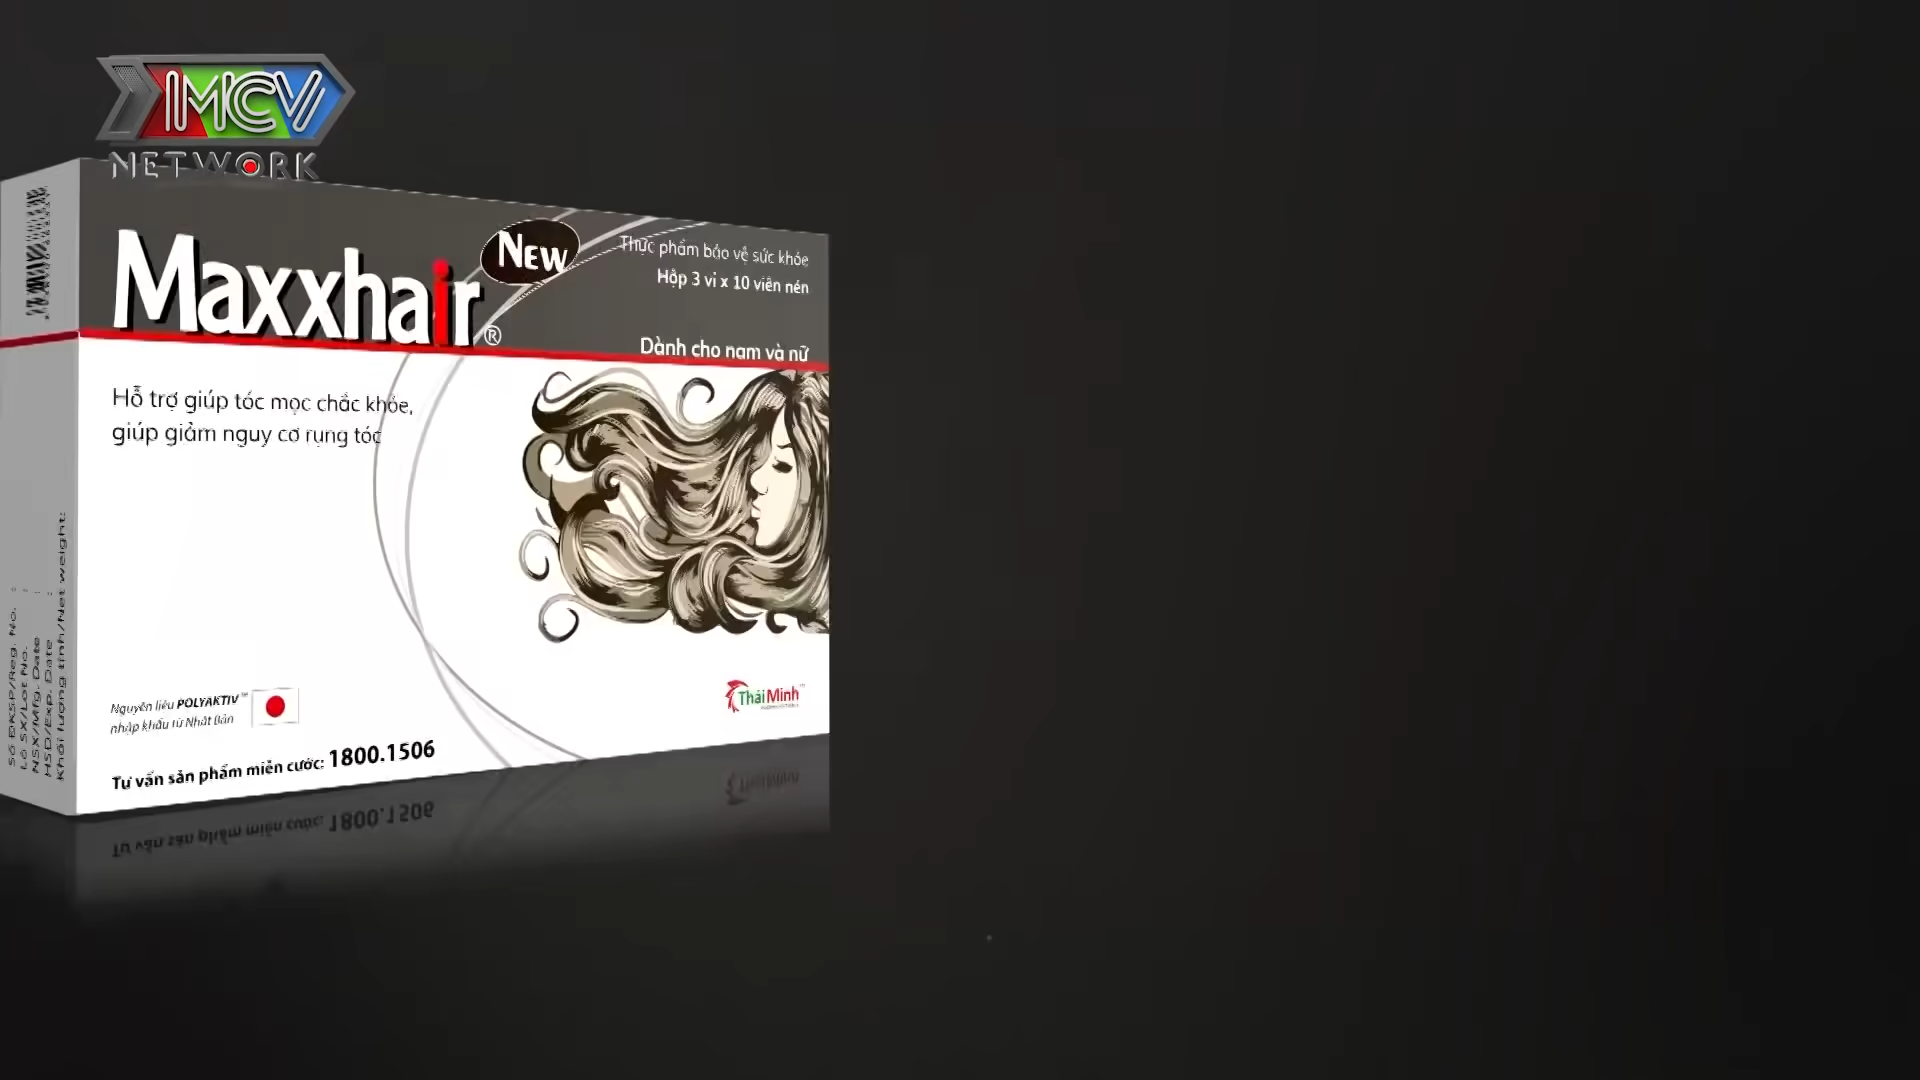 MCV
NETWORK
Maxxhair®
NEW
Thực phẩm bảo vệ sức khỏe
Hộp 3 vỉ x 10 viên nén
Dành cho nam và nữ
Hỗ trợ giúp tóc mọc chắc khỏe,
giúp giảm nguy cơ rụng tóc
Nguyên liệu POLYAKTIV™
nhập khẩu từ Nhật Bản
Thái Minh
Tư vấn sản phẩm miễn cước: 1800.1506
Số ĐKSP/Reg. No. :
Lô SX/Lot No. :
NSX/Mfg. Date :
HSD/Exp. Date :
Khối lượng tịnh/Net weight: